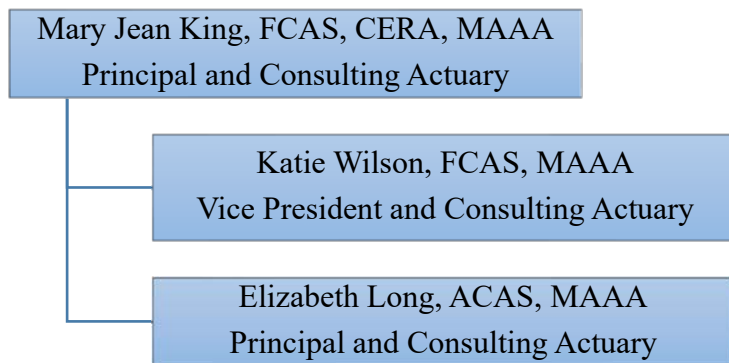 Mary Jean King, FCAS, CERA, MAAA
Principal and Consulting Actuary
Katie Wilson, FCAS, MAAA
Vice President and Consulting Actuary
Elizabeth Long, ACAS, MAAA
Principal and Consulting Actuary